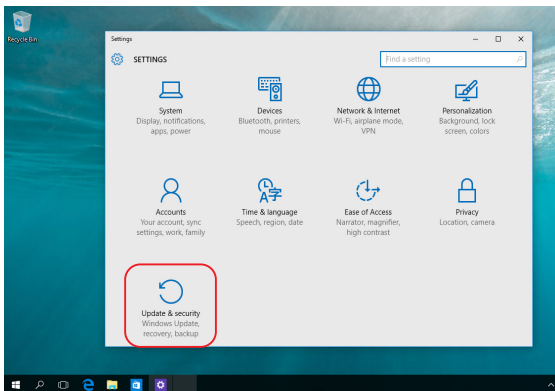 Recycle Bin
Settings
SETTINGS
Find a setting
System
Display, notifications,
apps, power
Devices
Bluetooth, printers,
mouse
Network & Internet
Wi-Fi, airplane mode,
VPN
Personalization
Background, lock
screen, colors
Accounts
Your account, sync
settings, work, family
Time & language
Speech, region, date
Ease of Access
Narrator, magnifier,
high contrast
Privacy
Location, camera
Update & security
Windows Update,
recovery, backup